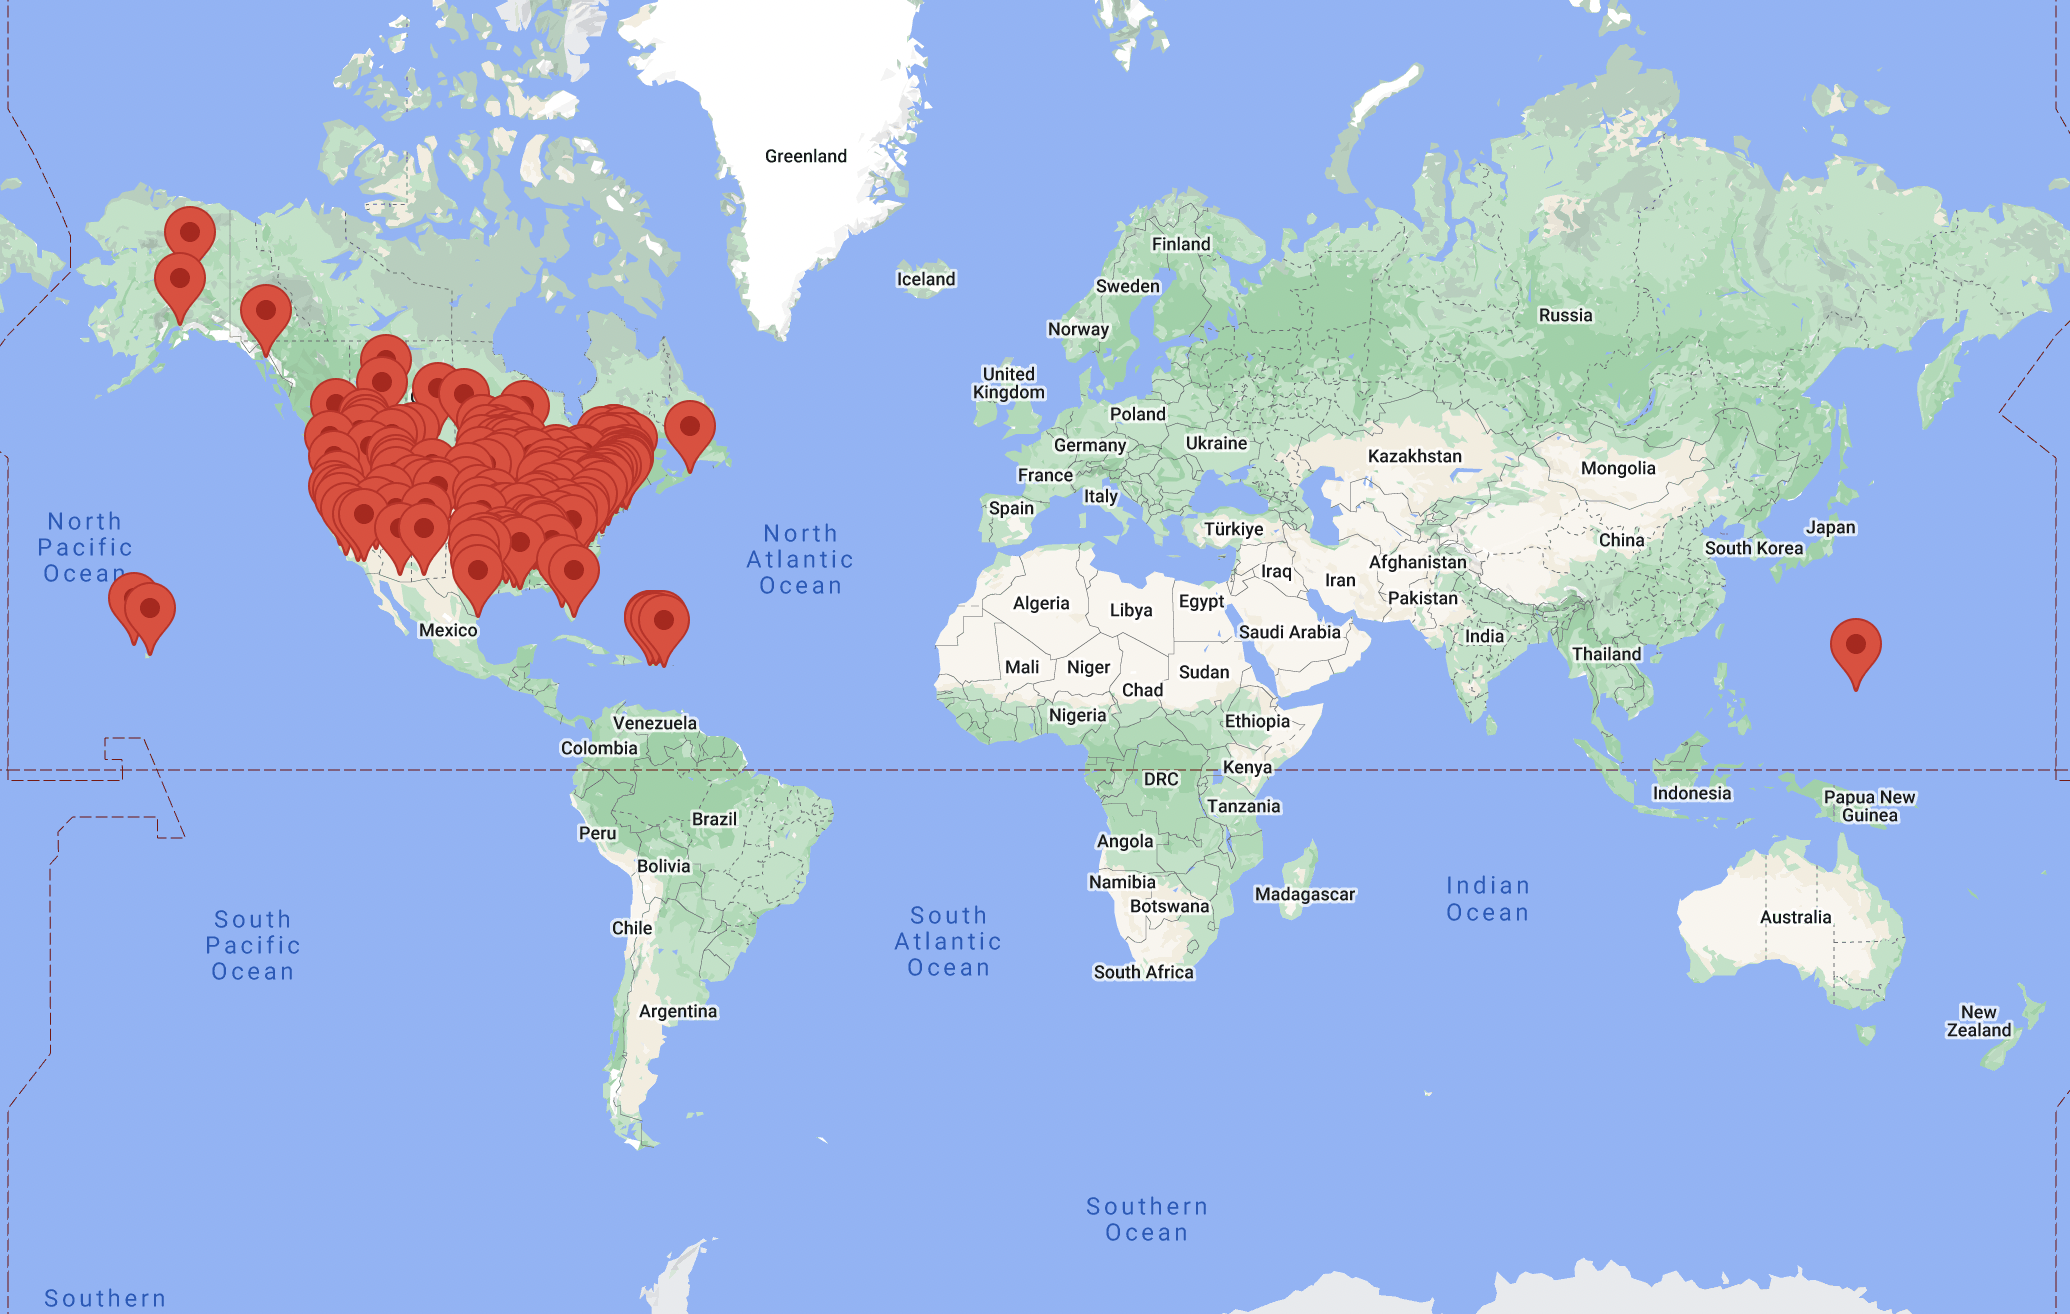 Greenland
Finland
Iceland
Sweden
Russia
Norway
United
Kingdom
Poland
Germany
Ukraine
Kazakhstan
Mongolia
France
Italy
Spain
North
Pacific
Ocean
North
Atlantic
Ocean
Türkiye
Japan
China
South Korea
Afghanistan
Iraq
Iran
Pakistan
Algeria
Libya
Egypt
Mexico
Saudi Arabia
India
Thailand
Mali
Niger
Sudan
Chad
Nigeria
Ethiopia
Venezuela
Colombia
Kenya
DRC
Indonesia
Papua New
Guinea
Tanzania
Brazil
Peru
Angola
Bolivia
Namibia
Madagascar
Indian
Ocean
Botswana
Australia
South
Pacific
Ocean
South
Atlantic
Ocean
Chile
South Africa
Argentina
New
Zealand
Southern
Ocean
Southern